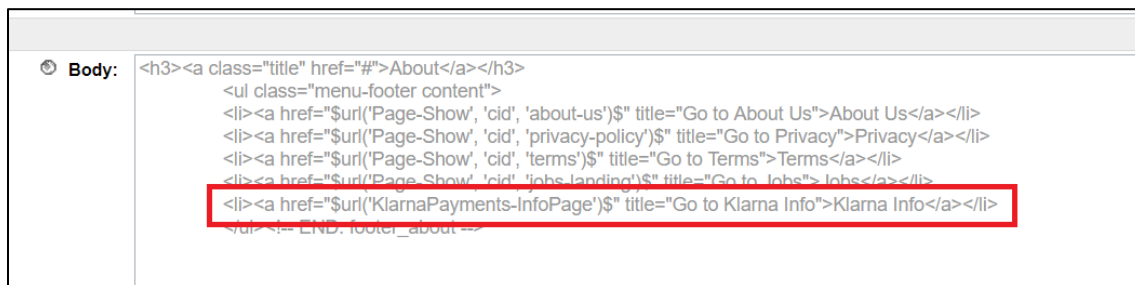 Body: <h3><a class="title" href="#">About</a></h3>
<ul class="menu-footer content">
<li><a href="$url('Page-Show', 'cid', 'about-us')$" title="Go to About Us">About Us</a></li>
<li><a href="$url('Page-Show', 'cid', 'privacy-policy')$" title="Go to Privacy">Privacy</a></li>
<li><a href="$url('Page-Show', 'cid', 'terms')$" title="Go to Terms">Terms</a></li>
<li><a href="$url('Page-Show', 'cid', 'jobs-landing')$" title="Go to Jobs">Jobs</a></li>
<li><a href="$url('KlarnaPayments-InfoPage')$" title="Go to Klarna Info">Klarna Info</a></li>
</ul><!-- END: footer_about -->